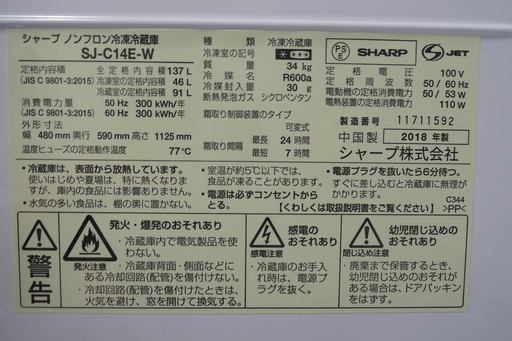 シャープ ノンフロン冷凍冷蔵庫
SJ-C14E-W
定格内容積 全定格内容積 137 L
(JIS C 9801-3:2015) 冷凍室定格内容積 46 L
冷蔵室定格内容積 91 L
消費電力量 50 Hz 300 kWh/年
(JIS C 9801-3:2015) 60 Hz 300 kWh/年
外形寸法
幅 480 mm 奥行 590 mm 高さ 1125 mm
温度ヒューズの定格動作温度 77℃
冷凍室の記号
質量 34 kg
冷媒 R600a
冷媒封入量 30 g
断熱発泡ガス シクロペンタン
霜取り制御装置のタイプ
可変式
霜取り間隔 最長 24 時間
最短 7 時間
PS
E
SHARP
S JET
定格電圧 100 V
定格周波数 50 / 60 Hz
電動機の定格消費電力 50 / 53 W
電熱装置の定格消費電力 110 W
製造番号 11711592
中国製 2018 年製
シャープ株式会社
•冷蔵庫は、表面から放熱しています。
使いはじめや夏場は、特に熱くなりま
すが、異常ではありません。
•水気の多い食品は、棚の奥に置かない。
•室温が約5℃以下では、
食品が凍ることがあります。
•電源は必ずコンセントから
とる。
•電源プラグを抜いたら6分待つ。
すぐに差し込むと冷蔵庫に無理が
かかります。
【くわしくは取扱説明書をご覧ください】
C344
>PP<
警告
発火・爆発のおそれあり
発火注意
•冷蔵庫内で電気製品を使
わない。
•冷蔵庫背面・側面などに
ある冷却回路(配管)を傷付けない。
•冷却回路(配管)を傷付けたときは、
火気を避け、窓を開けて換気する。
感電の
おそれあり
感電注意
•冷蔵庫のお手入
れ時は、電源プ
ラグを抜く。
幼児閉じ込めの
おそれあり
閉じ込め注意
•廃棄まで保管するとき、
幼児閉じ込めのおそれが
ある場合は、ドアパッキン
をはずす。